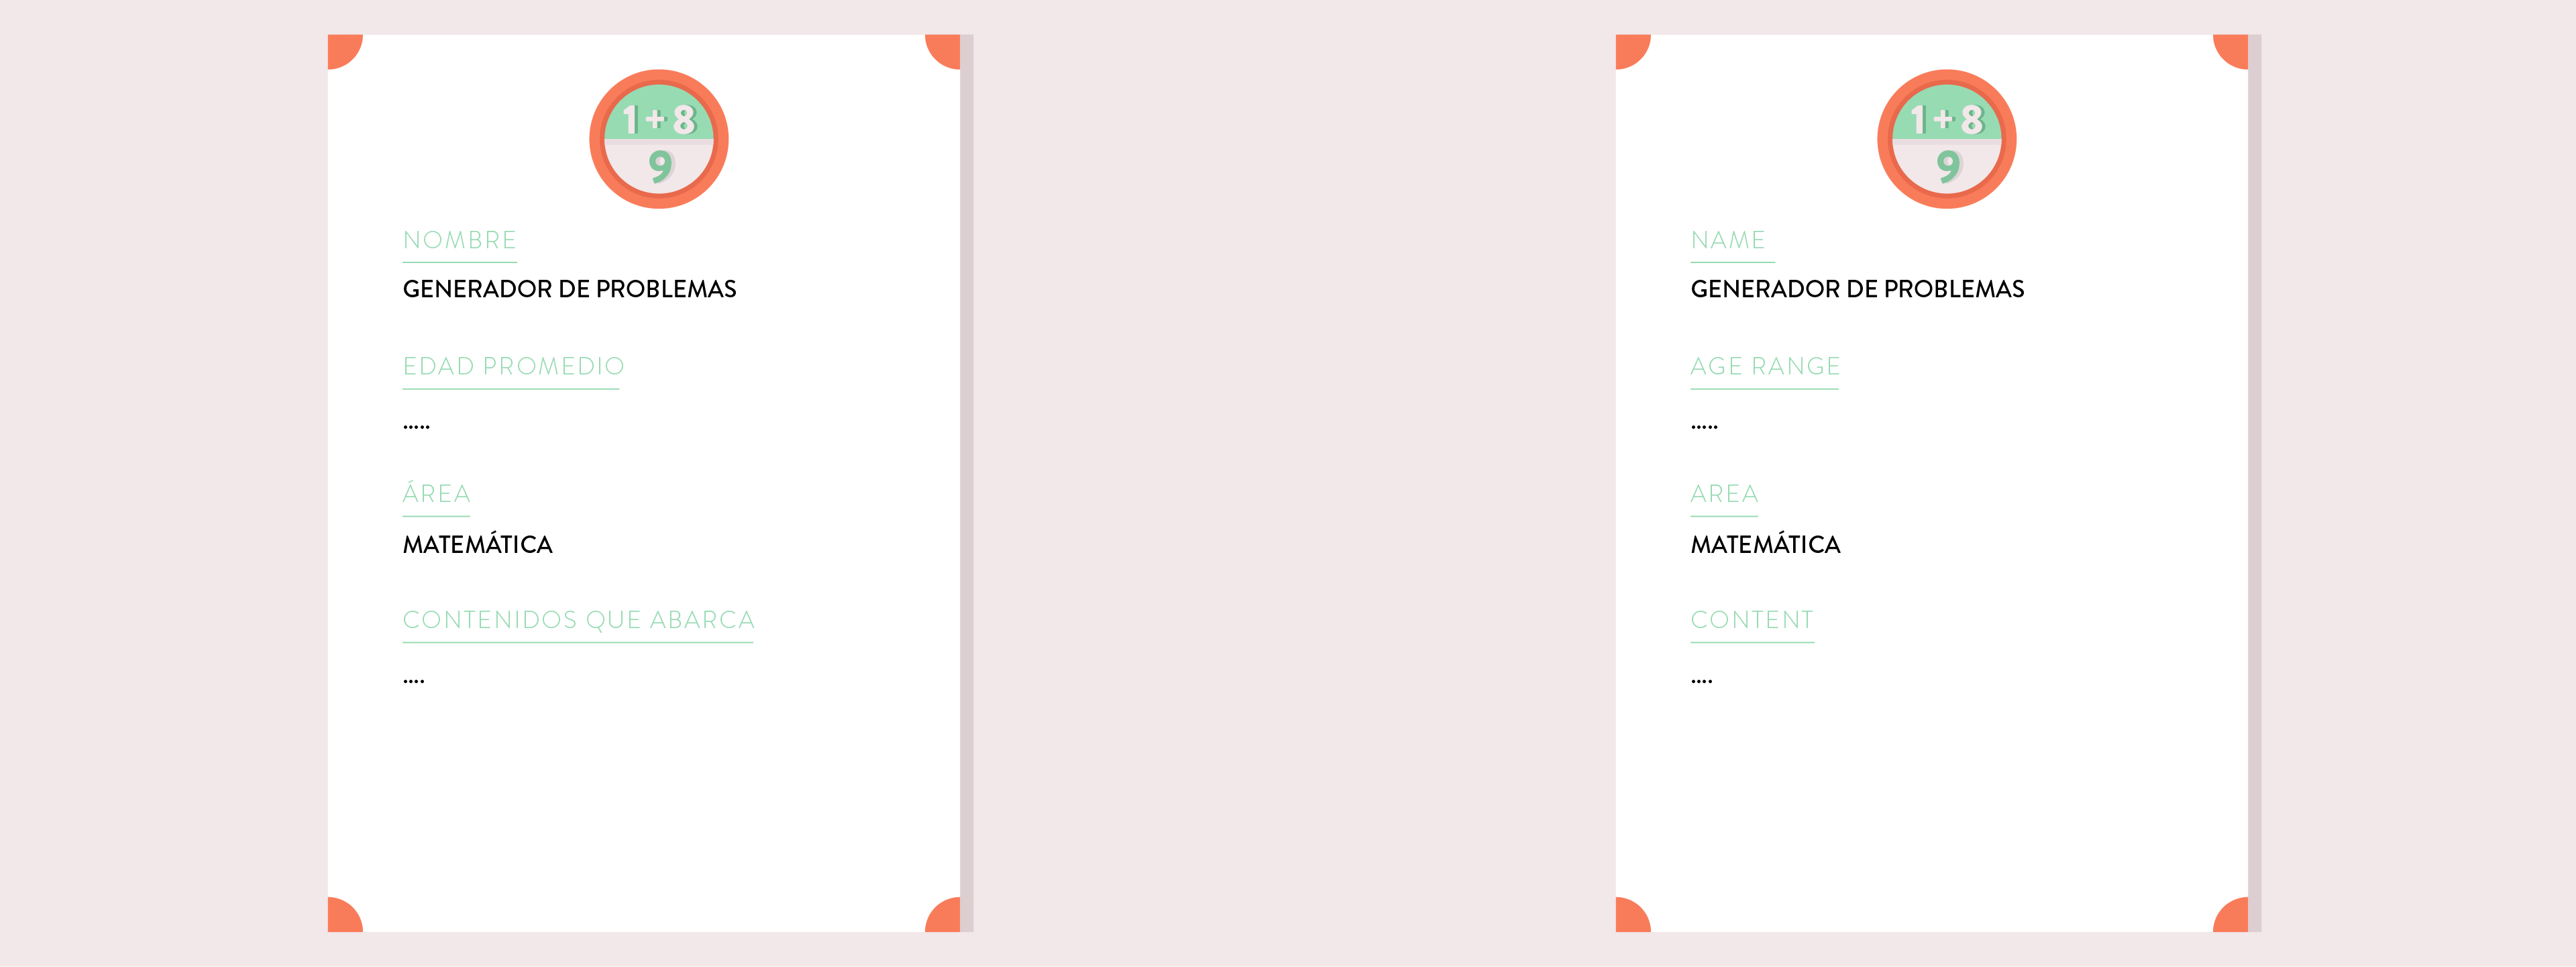 1+8
9
NOMBRE
GENERADOR DE PROBLEMAS
EDAD PROMEDIO
.....
ÁREA
MATEMÁTICA
CONTENIDOS QUE ABARCA
....
1+8
9
NAME
GENERADOR DE PROBLEMAS
AGE RANGE
.....
AREA
MATEMÁTICA
CONTENT
....